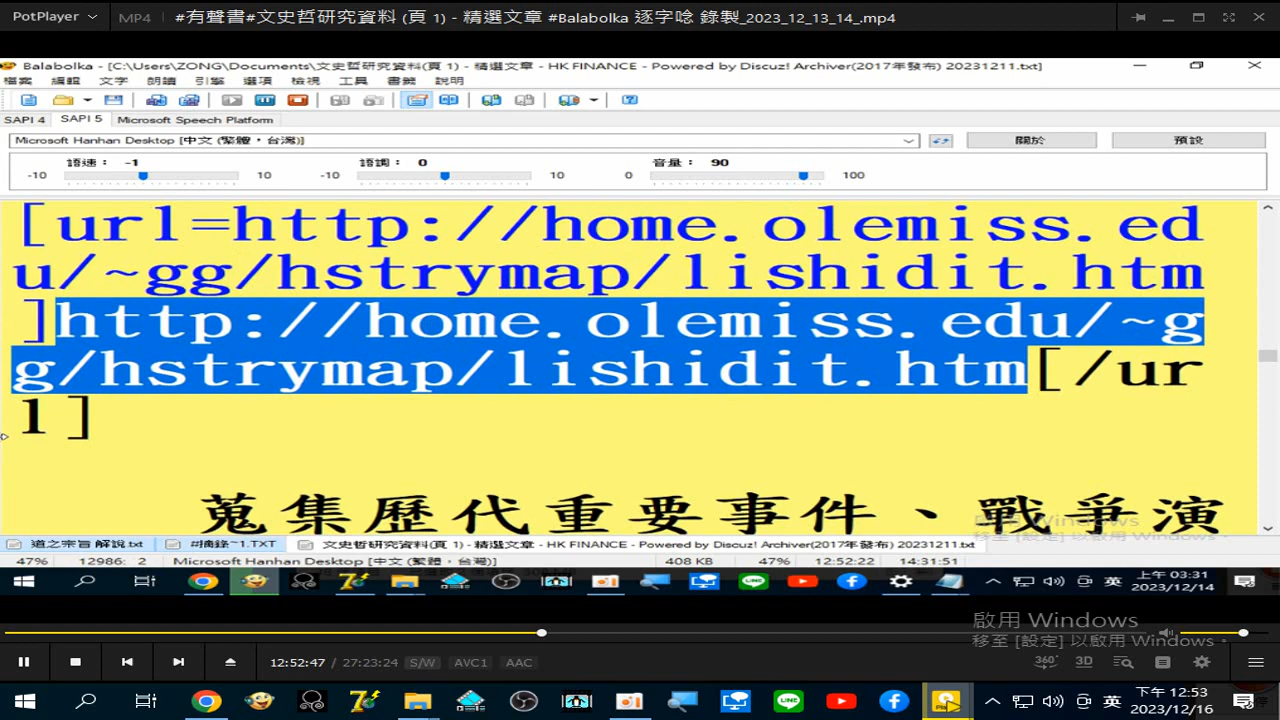 PotPlayer MP4 #有聲書#文史哲研究資料 (頁 1) - 精選文章 #Balabolka 逐字唸 錄製_2023_12_13_14_.mp4
Balabolka - [C:\Users\ZONG\Documents\文史哲研究資料(頁 1) - 精選文章 - HK FINANCE - Powered by Discuz! Archiver(2017年發布) 20231211.txt]
檔案 編輯 文字 朗讀 引擎 選項 檢視 工具 書籤 說明
SAPI 4 SAPI 5 Microsoft Speech Platform
Microsoft Hanhan Desktop [中文 (繁體，台灣)] 關於 預設
語速： -1 語調： 0 音量： 90
-10 10 -10 10 0 100
[url=http://home.olemiss.ed
u/~gg/hstrymap/lishidit.htm
]http://home.olemiss.edu/~g
g/hstrymap/lishidit.htm[/ur
l]
蒐集歷代重要事件、戰爭演
啟用 Windows
移至 [設定] 以啟用 Windows。
道之宗旨 解說.txt #摘錄~1.TXT 文史哲研究資料(頁 1) - 精選文章 - HK FINANCE - Powered by Discuz! Archiver(2017年發布) 20231211.txt
47% 12986: 2 Microsoft Hanhan Desktop [中文 (繁體，台灣)] 408 KB 47% 12:52:22 14:31:51
英 上午 03:31
2023/12/14
啟用 Windows
移至 [設定] 以啟用 Windows。
12:52:47 / 27:23:24 S/W AVC1 AAC 360° 3D
英 下午 12:53
2023/12/16